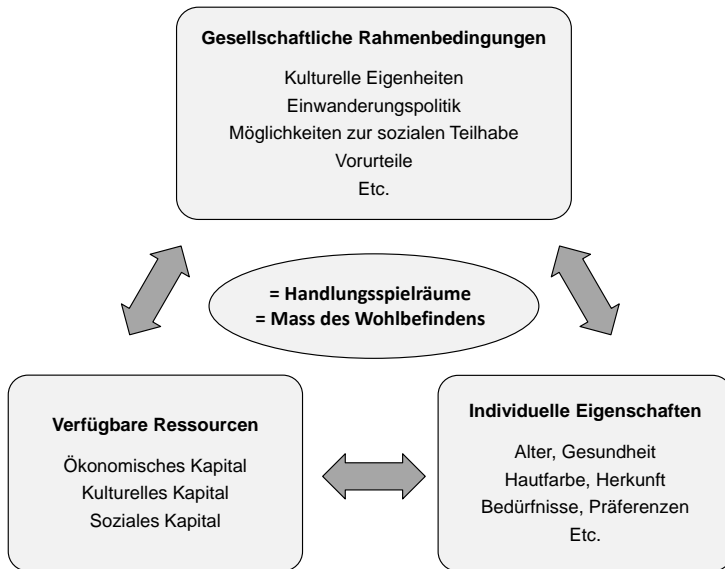 Gesellschaftliche Rahmenbedingungen
Kulturelle Eigenheiten
Einwanderungspolitik
Möglichkeiten zur sozialen Teilhabe
Vorurteile
Etc.
= Handlungsspielräume
= Mass des Wohlbefindens
Verfügbare Ressourcen
Ökonomisches Kapital
Kulturelles Kapital
Soziales Kapital
Individuelle Eigenschaften
Alter, Gesundheit
Hautfarbe, Herkunft
Bedürfnisse, Präferenzen
Etc.